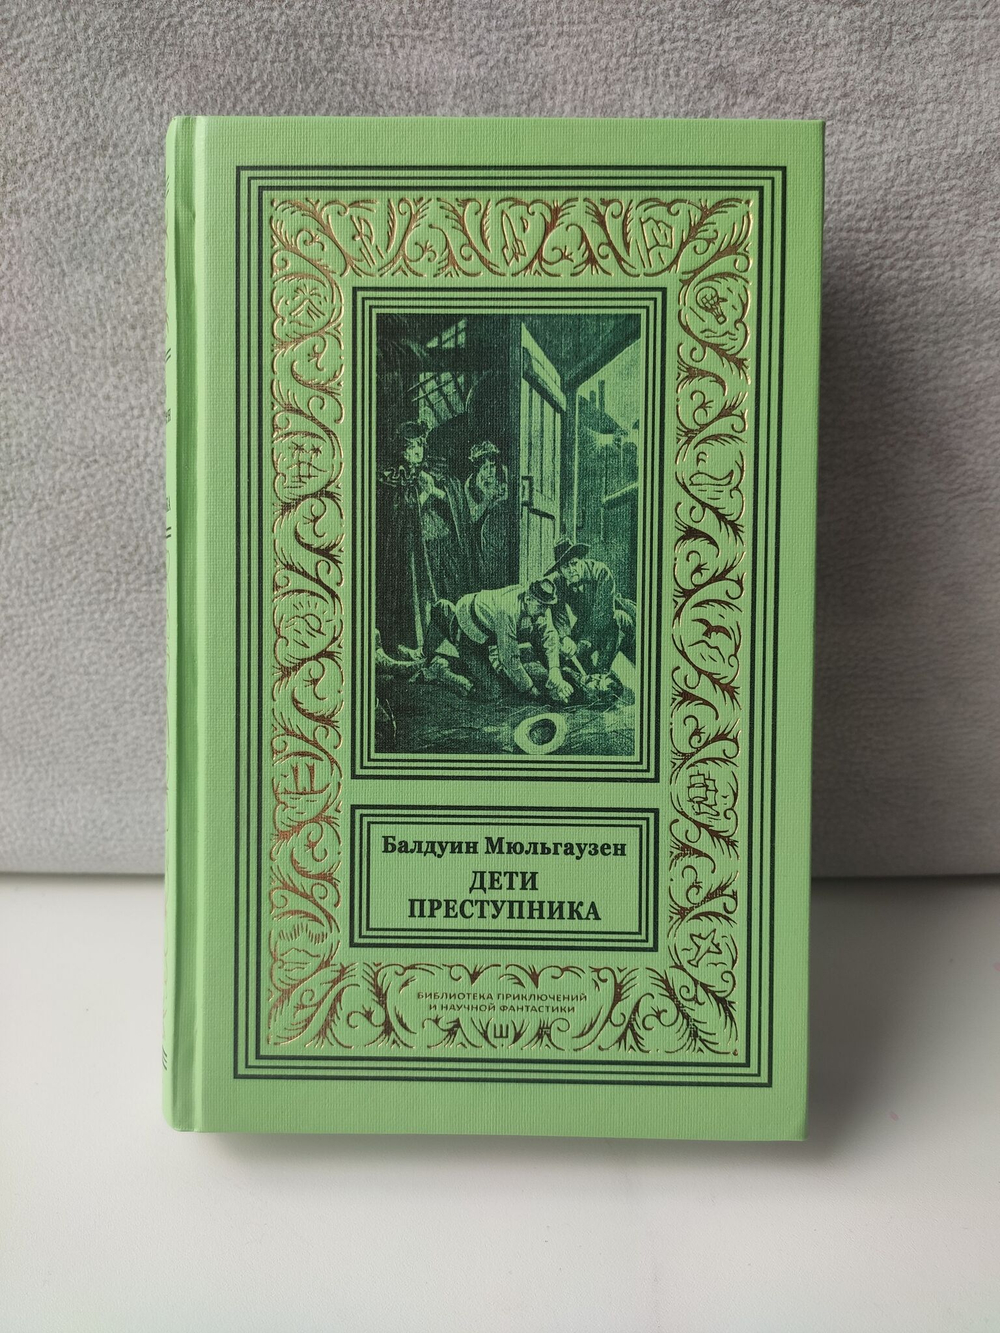 Балдуин Мюльгаузен
ДЕТИ
ПРЕСТУПНИКА
БИБЛИОТЕКА ПРИКЛЮЧЕНИЙ
И НАУЧНОЙ ФАНТАСТИКИ